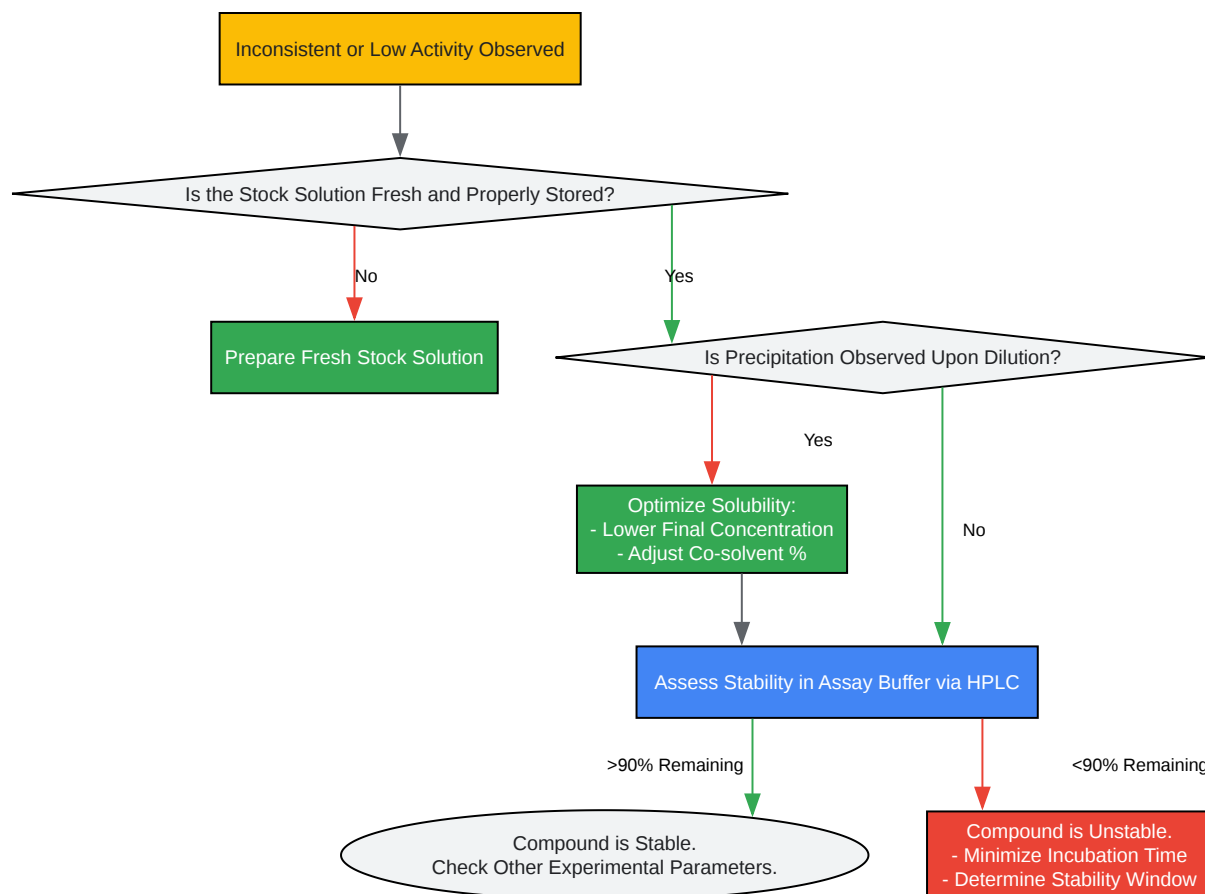 Inconsistent or Low Activity Observed
Is the Stock Solution Fresh and Properly Stored?
No
Yes
Prepare Fresh Stock Solution
Is Precipitation Observed Upon Dilution?
Yes
Optimize Solubility:
- Lower Final Concentration
- Adjust Co-solvent %
No
Assess Stability in Assay Buffer via HPLC
>90% Remaining
<90% Remaining
Compound is Stable.
Check Other Experimental Parameters.
Compound is Unstable.
- Minimize Incubation Time
- Determine Stability Window